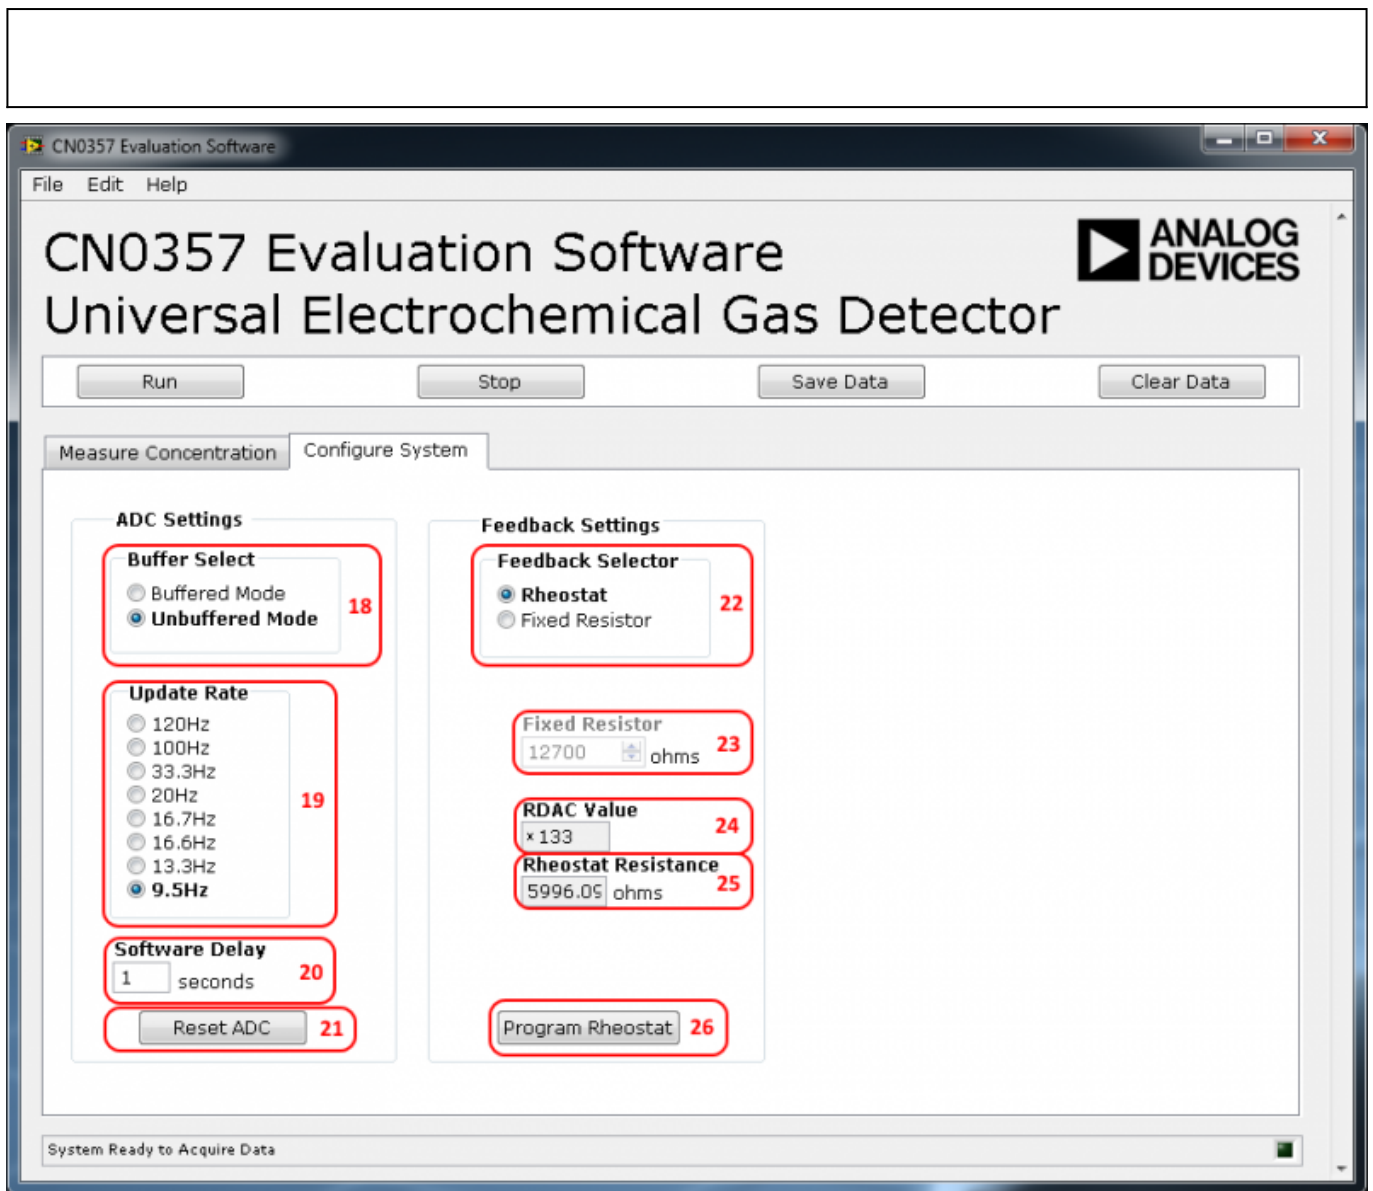 CN0357 Evaluation Software
File Edit Help
CN0357 Evaluation Software
Universal Electrochemical Gas Detector
ANALOG
DEVICES
Run Stop Save Data Clear Data
Measure Concentration Configure System
ADC Settings
Buffer Select
Buffered Mode
Unbuffered Mode
18
Update Rate
120Hz
100Hz
33.3Hz
20Hz
16.7Hz
16.6Hz
13.3Hz
9.5Hz
19
Software Delay
1 seconds
20
Reset ADC 21
Feedback Settings
Feedback Selector
Rheostat
Fixed Resistor
22
Fixed Resistor
12700 ohms
23
RDAC Value
x 133
24
Rheostat Resistance
5996.09 ohms
25
Program Rheostat 26
System Ready to Acquire Data